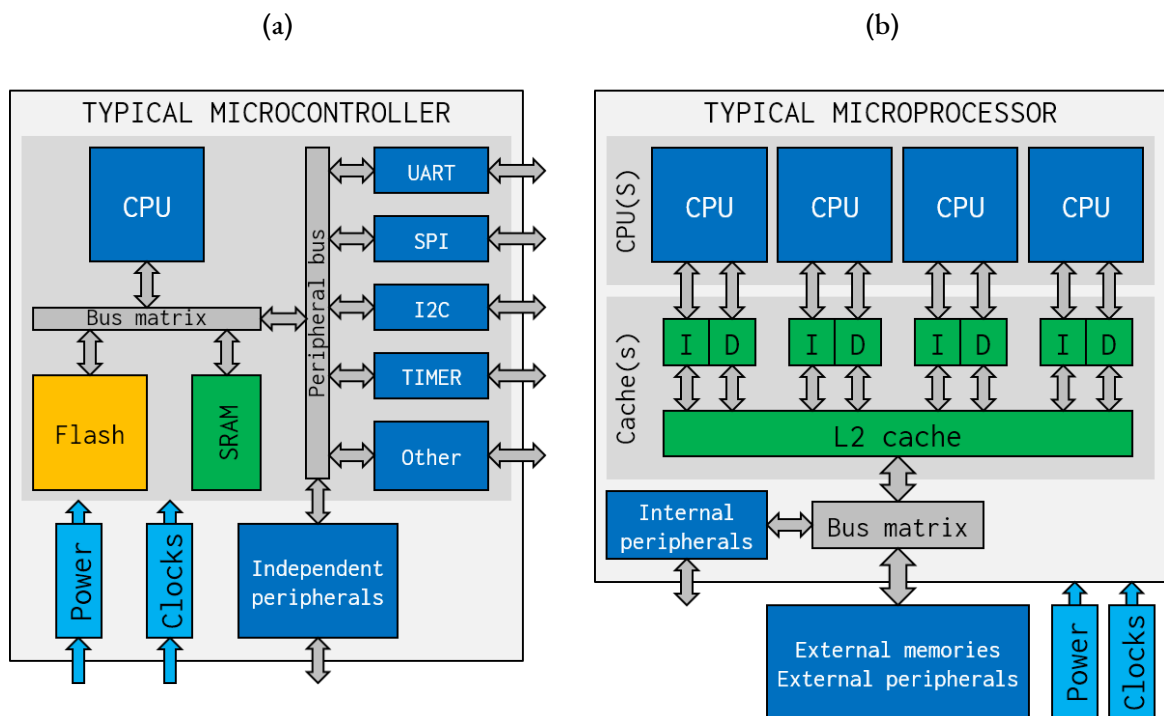 (a)
TYPICAL MICROCONTROLLER
CPU
Bus matrix
Flash
SRAM
Peripheral bus
UART
SPI
I2C
TIMER
Other
Power
Clocks
Independent
peripherals
(b)
TYPICAL MICROPROCESSOR
CPU(S)
CPU
CPU
CPU
CPU
Cache(s)
I
D
I
D
I
D
I
D
L2 cache
Internal
peripherals
Bus matrix
External memories
External peripherals
Power
Clocks